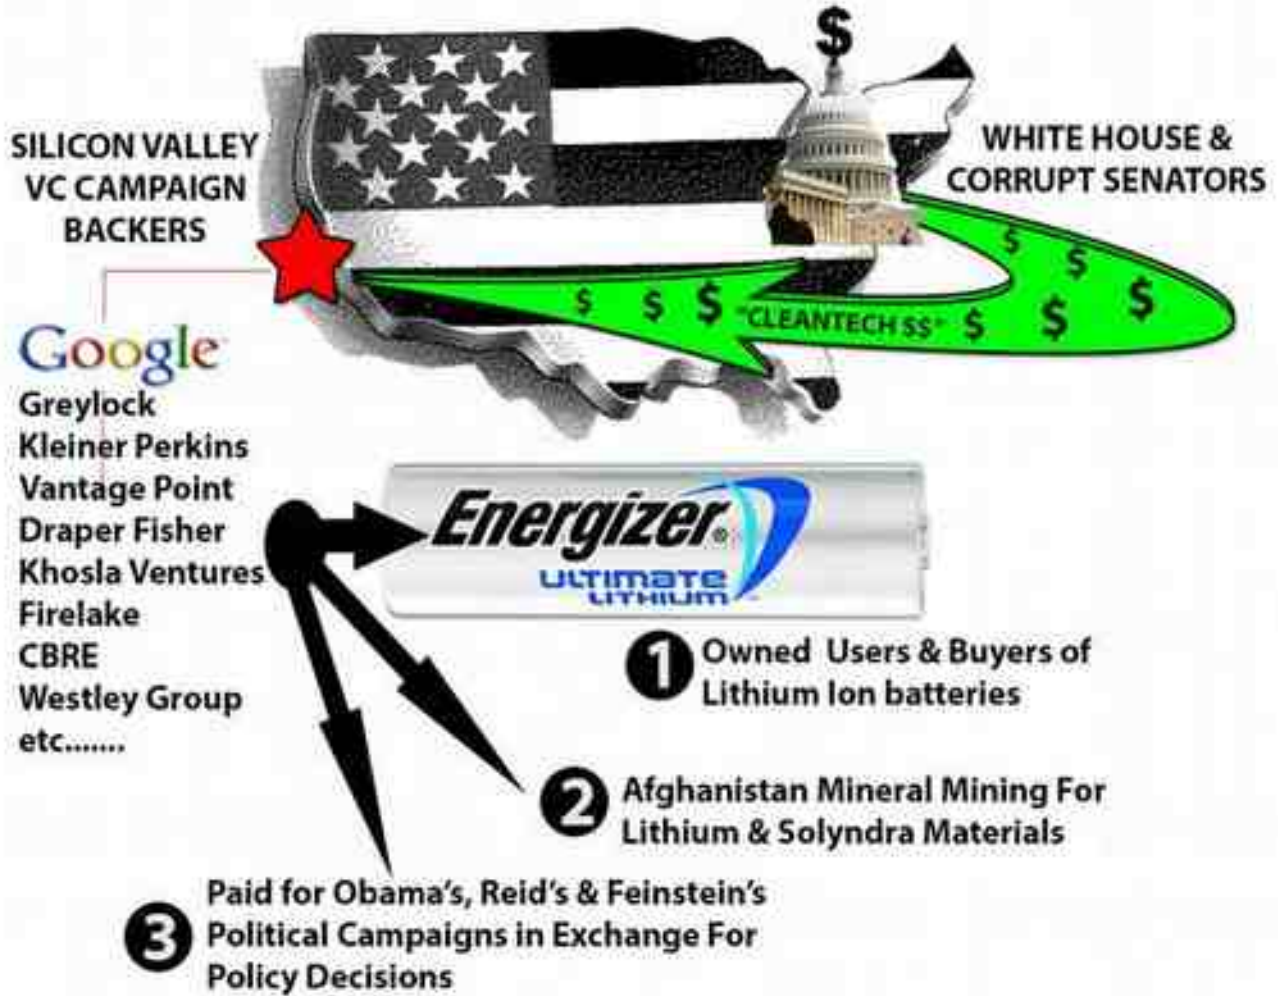 $
SILICON VALLEY
VC CAMPAIGN
BACKERS
WHITE HOUSE &
CORRUPT SENATORS
$ $ $ "CLEANTECH $$" $ $ $ $ $
Google
Greylock
Kleiner Perkins
Vantage Point
Draper Fisher
Khosla Ventures
Firelake
CBRE
Westley Group
etc.......
Energizer®
ULTIMATE
LITHIUM™
1 Owned Users & Buyers of
Lithium Ion batteries
2 Afghanistan Mineral Mining For
Lithium & Solyndra Materials
3 Paid for Obama's, Reid's & Feinstein's
Political Campaigns in Exchange For
Policy Decisions